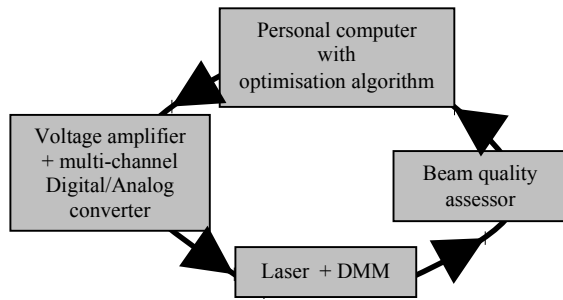 Personal computer
with
optimisation algorithm
Voltage amplifier
+ multi-channel
Digital/Analog
converter
Beam quality
assessor
Laser + DMM